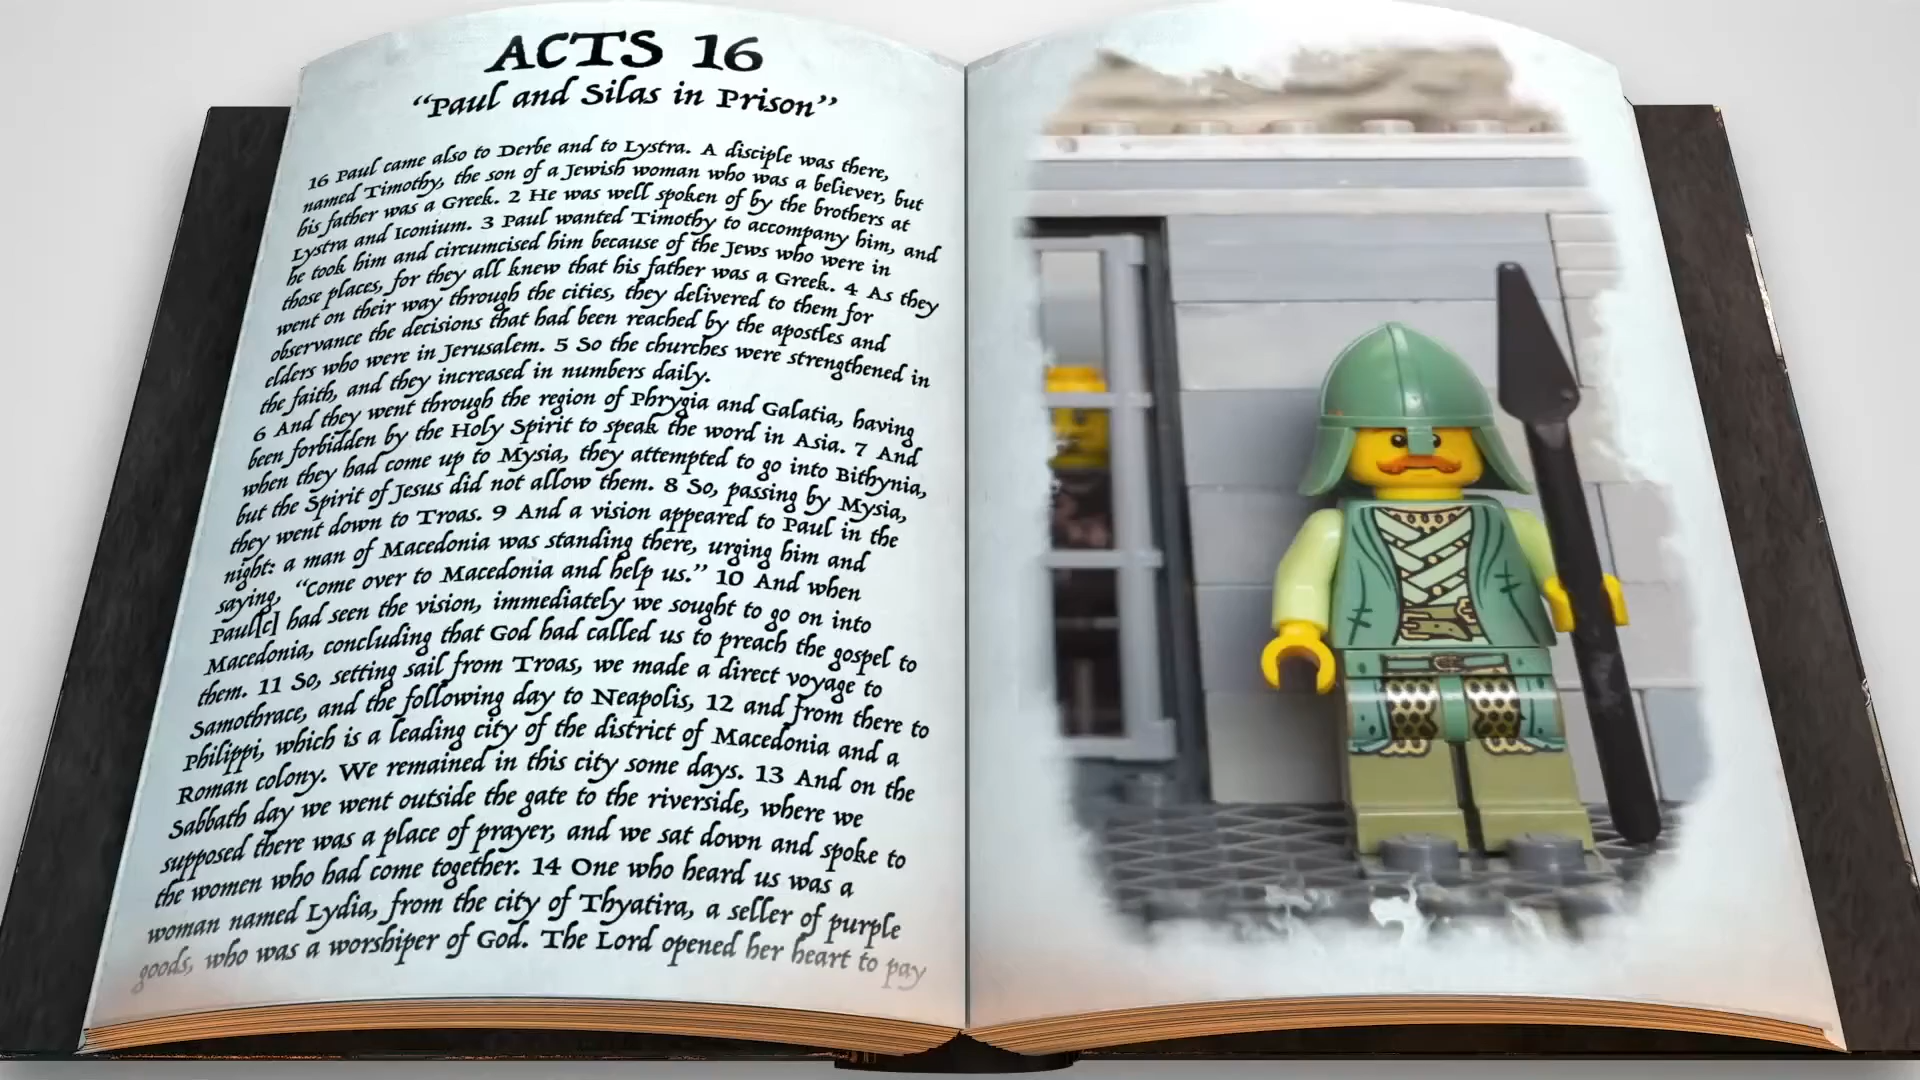 ACTS 16
“Paul and Silas in Prison”
16 Paul came also to Derbe and to Lystra. A disciple was there,
named Timothy, the son of a Jewish woman who was a believer, but
his father was a Greek. 2 He was well spoken of by the brothers at
Lystra and Iconium. 3 Paul wanted Timothy to accompany him, and
he took him and circumcised him because of the Jews who were in
those places, for they all knew that his father was a Greek. 4 As they
went on their way through the cities, they delivered to them for
observance the decisions that had been reached by the apostles and
elders who were in Jerusalem. 5 So the churches were strengthened in
the faith, and they increased in numbers daily.
6 And they went through the region of Phrygia and Galatia, having
been forbidden by the Holy Spirit to speak the word in Asia. 7 And
when they had come up to Mysia, they attempted to go into Bithynia,
but the Spirit of Jesus did not allow them. 8 So, passing by Mysia,
they went down to Troas. 9 And a vision appeared to Paul in the
night: a man of Macedonia was standing there, urging him and
saying, “Come over to Macedonia and help us.” 10 And when
Paul[c] had seen the vision, immediately we sought to go on into
Macedonia, concluding that God had called us to preach the gospel to
them. 11 So, setting sail from Troas, we made a direct voyage to
Samothrace, and the following day to Neapolis, 12 and from there to
Philippi, which is a leading city of the district of Macedonia and a
Roman colony. We remained in this city some days. 13 And on the
Sabbath day we went outside the gate to the riverside, where we
supposed there was a place of prayer, and we sat down and spoke to
the women who had come together. 14 One who heard us was a
woman named Lydia, from the city of Thyatira, a seller of purple
goods, who was a worshiper of God. The Lord opened her heart to pay